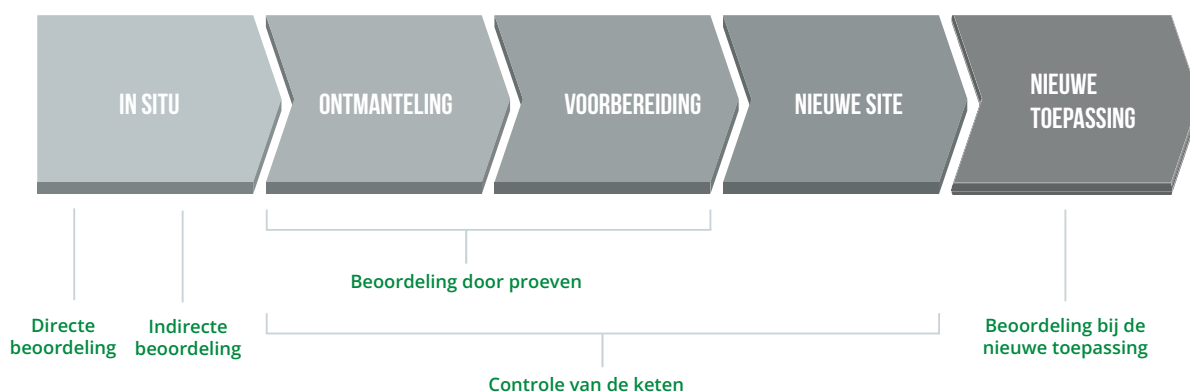 IN SITU
ONTMANTELING
VOORBEREIDING
NIEUWE SITE
NIEUWE
TOEPASSING
Beoordeling door proeven
Directe
beoordeling
Indirecte
beoordeling
Beoordeling bij de
nieuwe toepassing
Controle van de keten